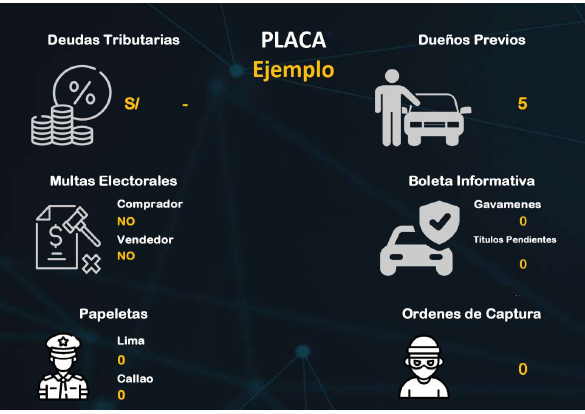 PLACA
Ejemplo
Deudas Tributarias
%
S/ -
Dueños Previos
5
Multas Electorales
$
Comprador
NO
Vendedor
NO
Boleta Informativa
Gavamenes
0
Títulos Pendientes
0
Papeletas
Lima
0
Callao
0
Ordenes de Captura
0